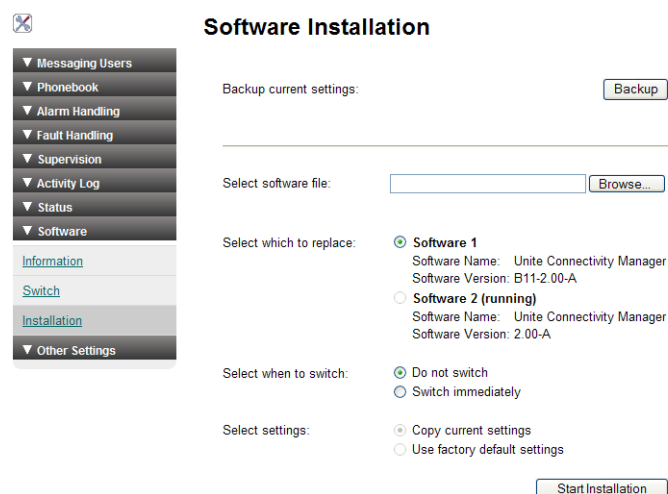 Software Installation
▼ Messaging Users
▼ Phonebook
▼ Alarm Handling
▼ Fault Handling
▼ Supervision
▼ Activity Log
▼ Status
▼ Software
Information
Switch
Installation
▼ Other Settings
Backup current settings: Backup
Select software file: Browse...
Select which to replace: Software 1
Software Name: Unite Connectivity Manager
Software Version: B11-2.00-A
Software 2 (running)
Software Name: Unite Connectivity Manager
Software Version: 2.00-A
Select when to switch: Do not switch
Switch immediately
Select settings: Copy current settings
Use factory default settings
Start Installation